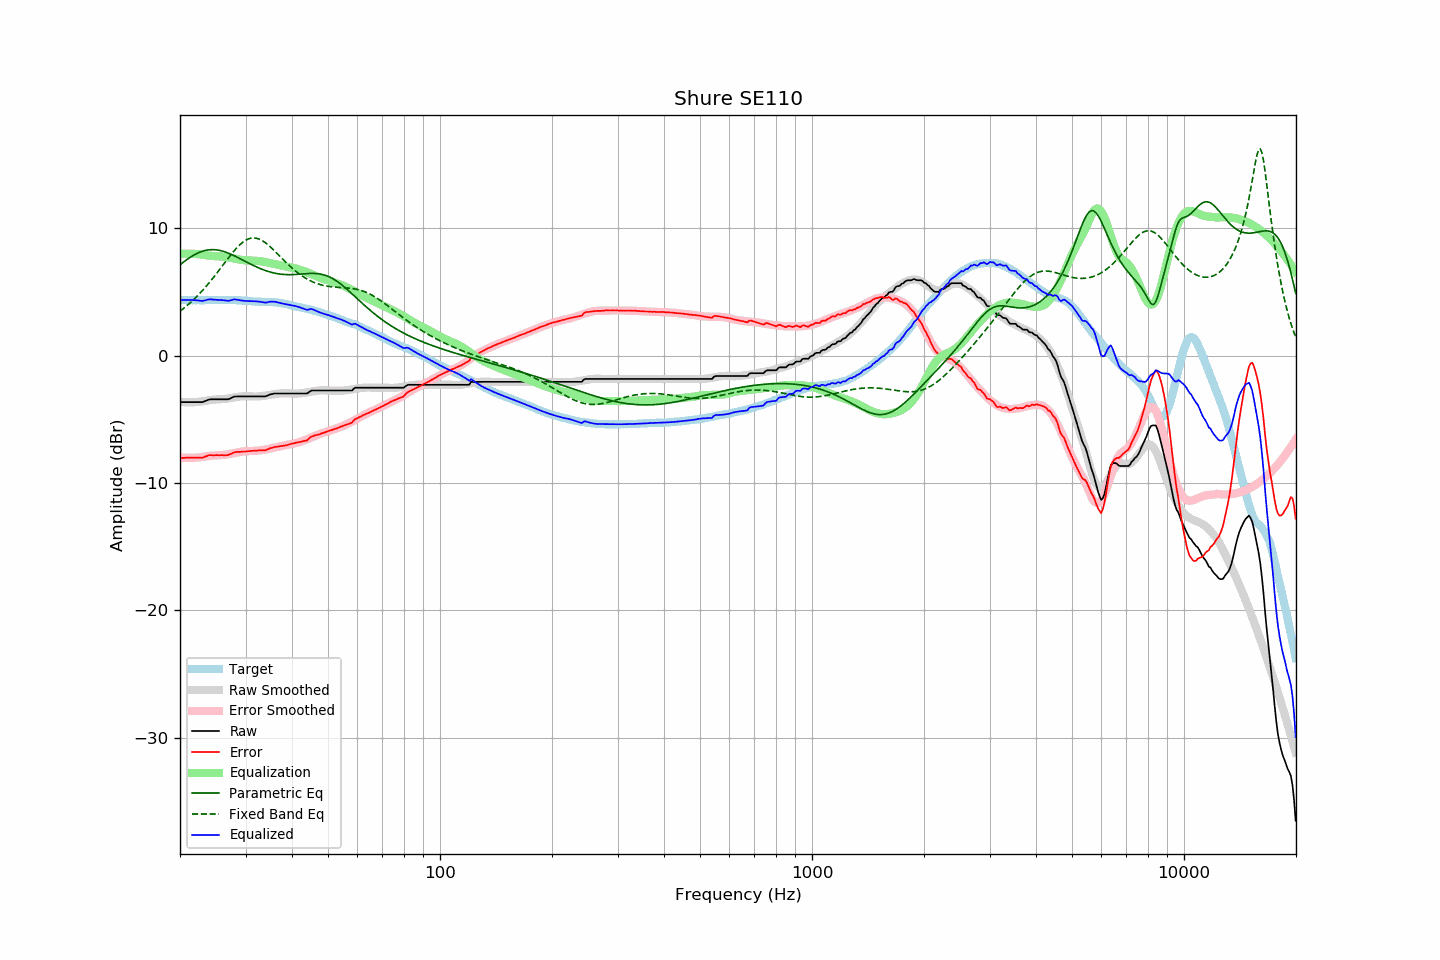 Shure SE110
Amplitude (dBr)
10
0
−10
−20
−30
Target
Raw Smoothed
Error Smoothed
Raw
Error
Equalization
Parametric Eq
Fixed Band Eq
Equalized
100
1000
10000
Frequency (Hz)